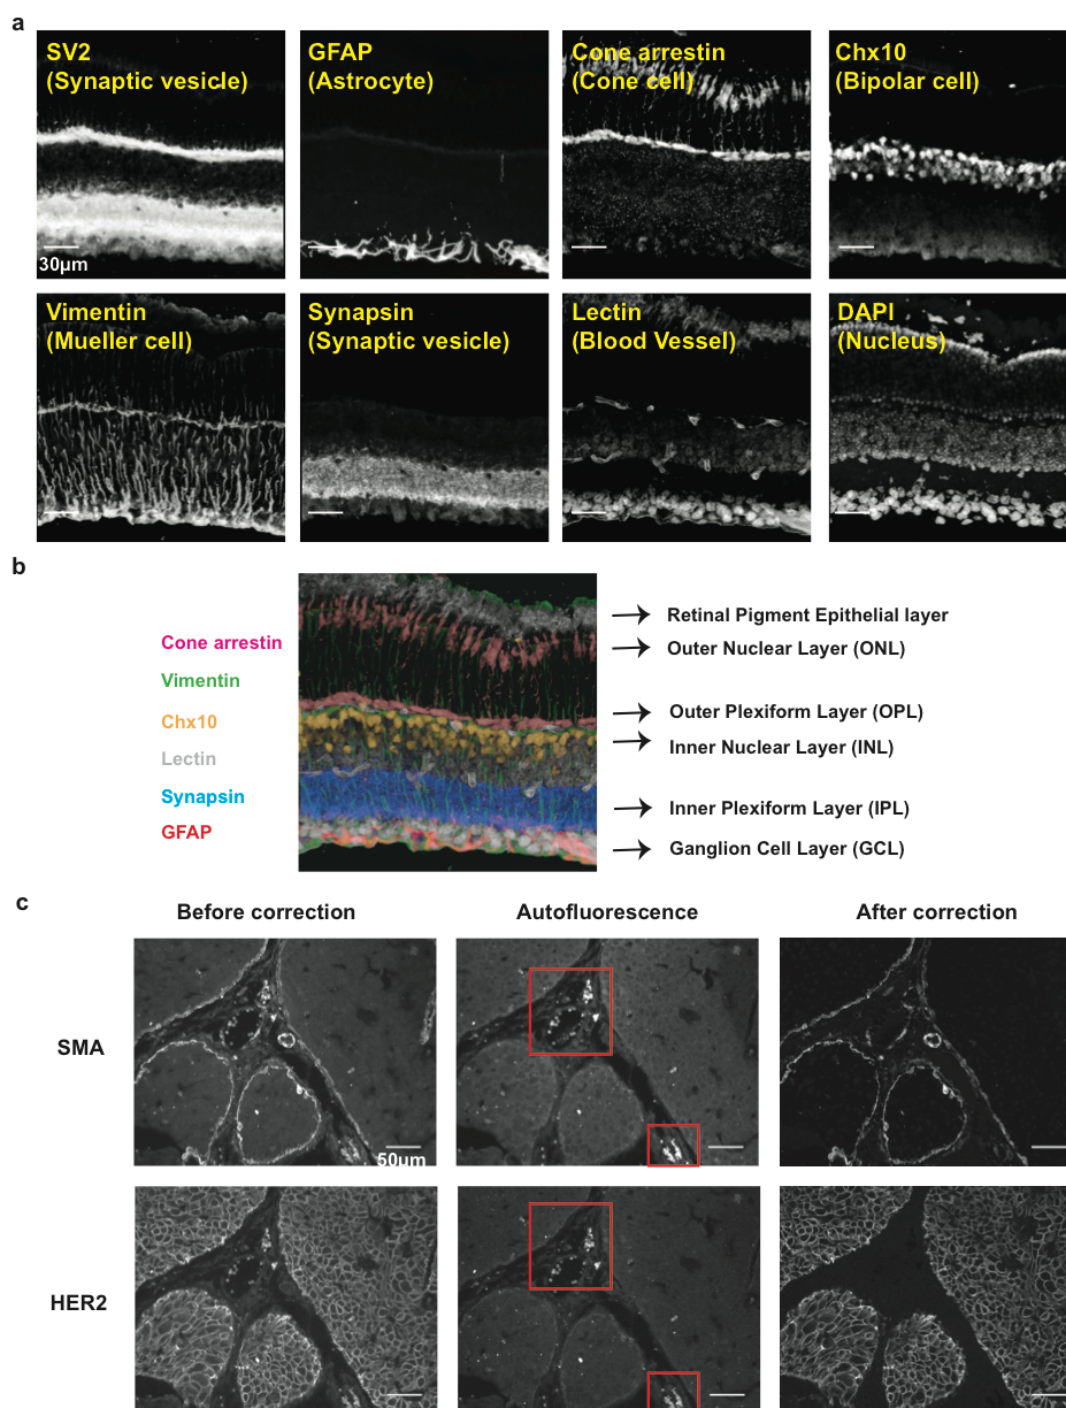 a
SV2
(Synaptic vesicle)
GFAP
(Astrocyte)
Cone arrestin
(Cone cell)
Chx10
(Bipolar cell)
30µm
Vimentin
(Mueller cell)
Synapsin
(Synaptic vesicle)
Lectin
(Blood Vessel)
DAPI
(Nucleus)
b
Cone arrestin
Vimentin
Chx10
Lectin
Synapsin
GFAP
Retinal Pigment Epithelial layer
Outer Nuclear Layer (ONL)
Outer Plexiform Layer (OPL)
Inner Nuclear Layer (INL)
Inner Plexiform Layer (IPL)
Ganglion Cell Layer (GCL)
c
Before correction
Autofluorescence
After correction
SMA
50µm
HER2